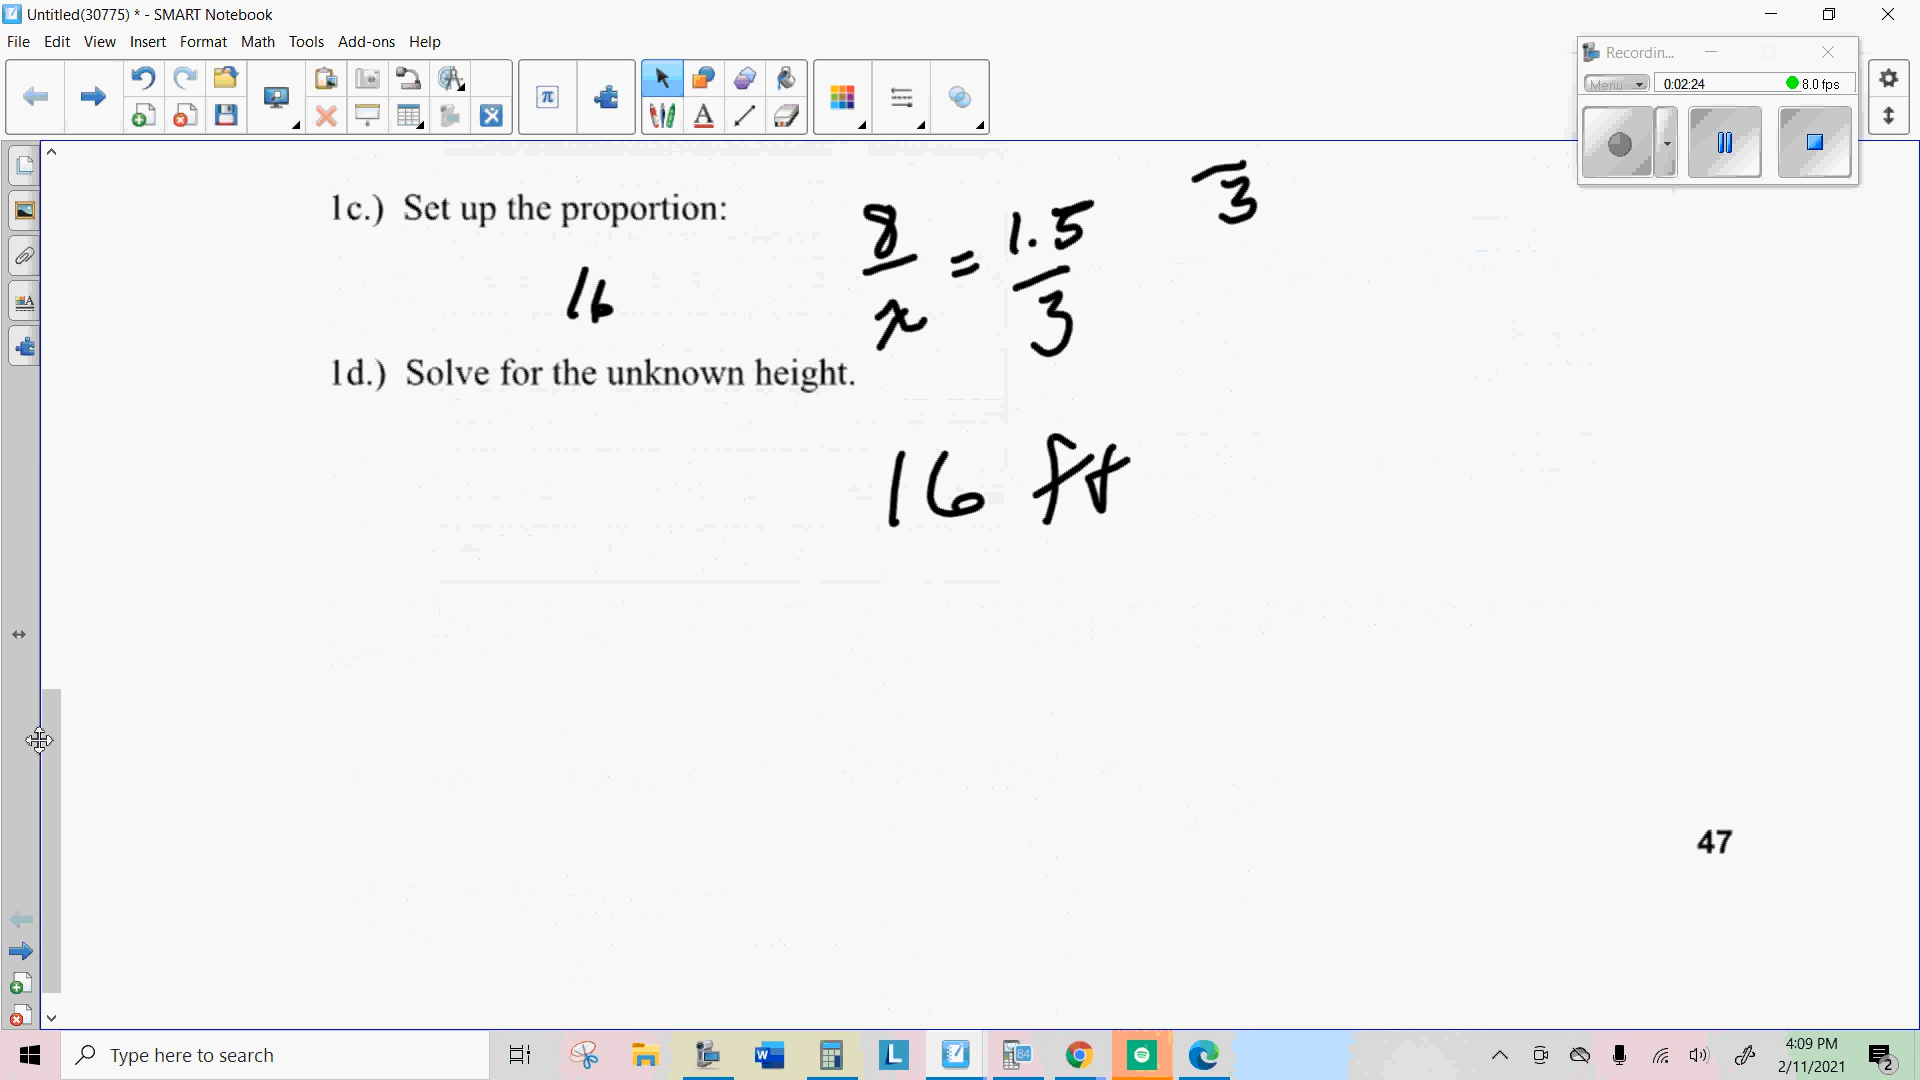 Untitled(30775) * - SMART Notebook
File Edit View Insert Format Math Tools Add-ons Help
Recordin...
Menu 0:02:24 8.0 fps
3
1c.) Set up the proportion:
8/x = 1.5/3
16
1d.) Solve for the unknown height.
16 ft
47
Type here to search
4:09 PM
2/11/2021
2